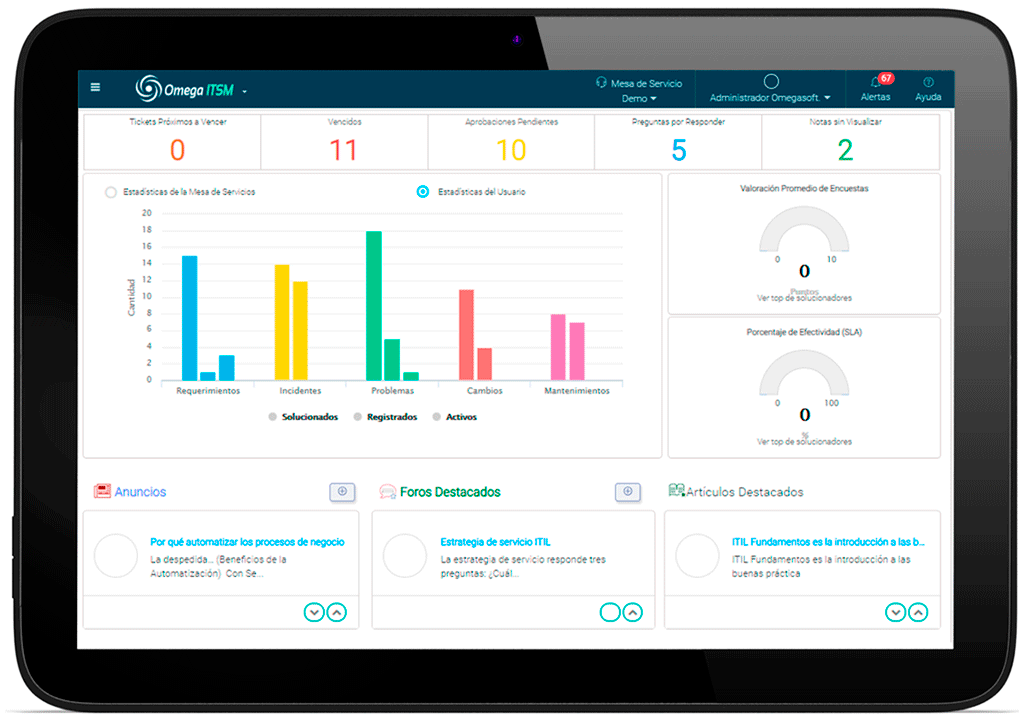 Omega ITSM
Mesa de Servicio
Demo
Administrador Omegasoft.
67
Alertas
Ayuda
Tickets Próximos a Vencer
0
Vencidos
11
Aprobaciones Pendientes
10
Preguntas por Responder
5
Notas sin Visualizar
2
Estadísticas de la Mesa de Servicios
Estadísticas del Usuario
Cantidad
20
18
16
14
12
10
8
6
4
2
0
Requerimientos
Incidentes
Problemas
Cambios
Mantenimientos
Solucionados
Registrados
Activos
Valoración Promedio de Encuestas
0
10
0
Puntos
Ver top de solucionadores
Porcentaje de Efectividad (SLA)
0
100
0
%
Ver top de solucionadores
Anuncios
Por qué automatizar los procesos de negocio
La despedida... (Beneficios de la
Automatización) Con Se...
Foros Destacados
Estrategia de servicio ITIL
La estrategia de servicio responde tres
preguntas: ¿Cuál...
Artículos Destacados
ITIL Fundamentos es la introducción a las b...
ITIL Fundamentos es la introducción a las
buenas práctica